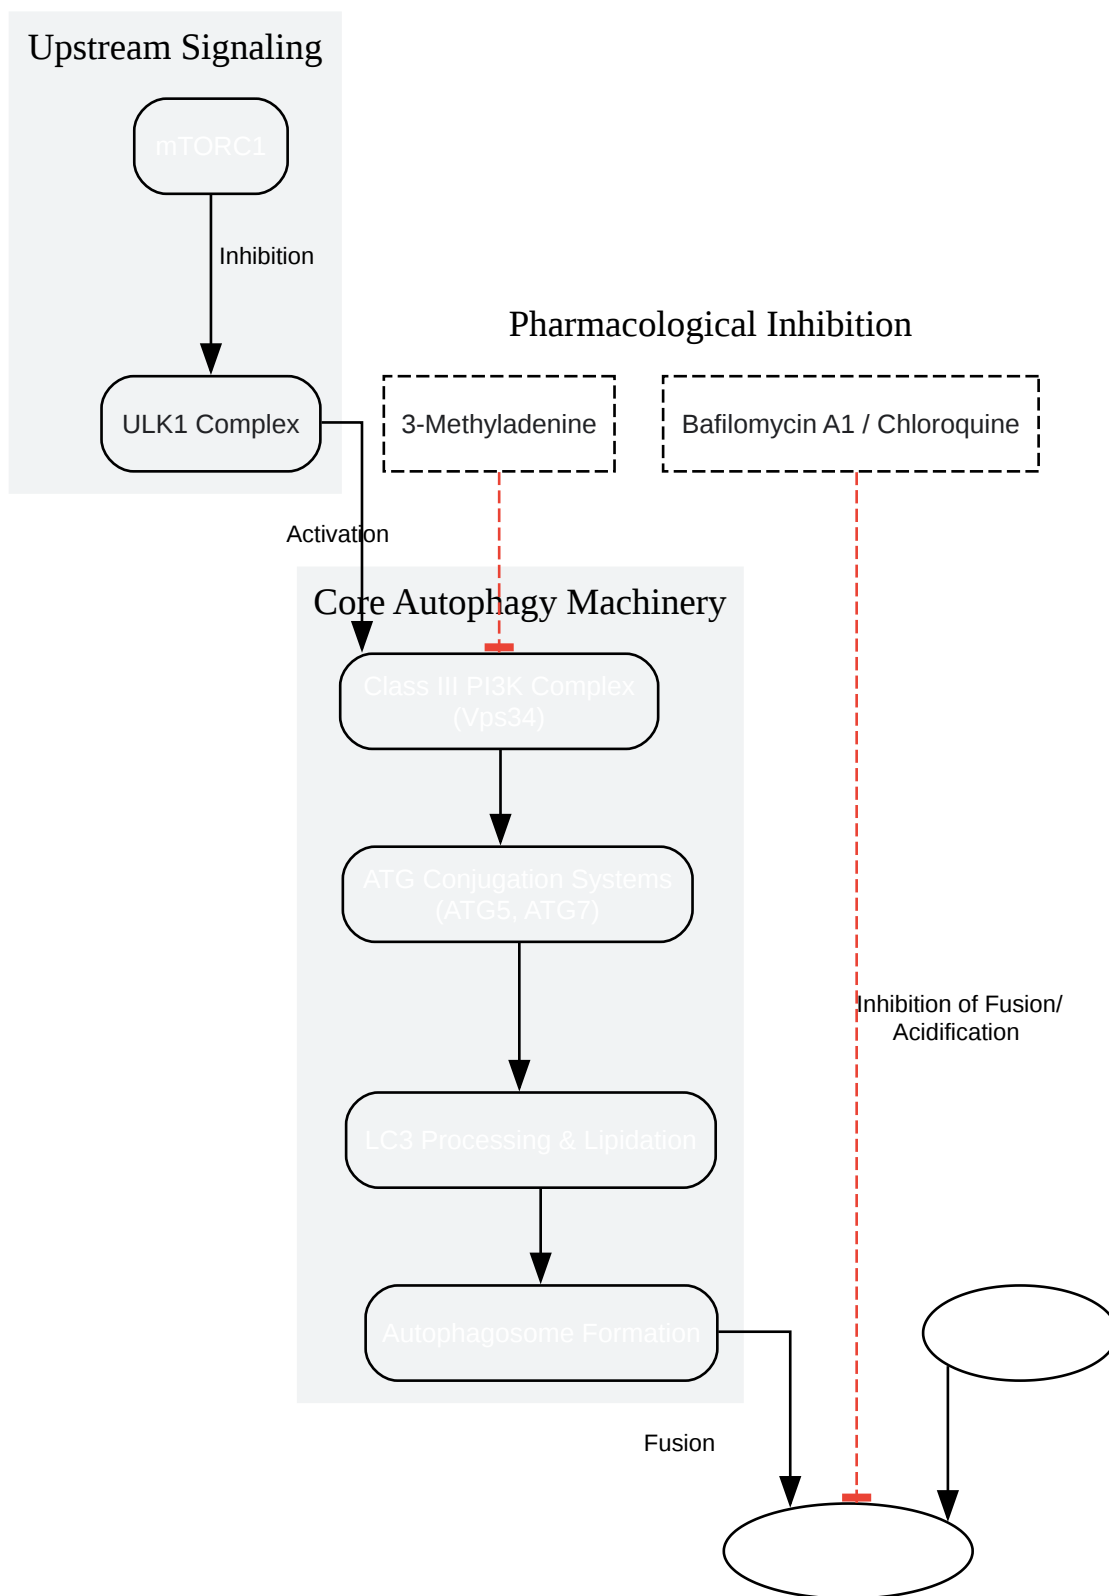 Upstream Signaling
mTORC1
Inhibition
Pharmacological Inhibition
ULK1 Complex
3-Methyladenine
Bafilomycin A1 / Chloroquine
Activation
Core Autophagy Machinery
Class III PI3K Complex
(Vps34)
ATG Conjugation Systems
(ATG5, ATG7)
Inhibition of Fusion/
Acidification
LC3 Processing & Lipidation
Autophagosome Formation
Fusion